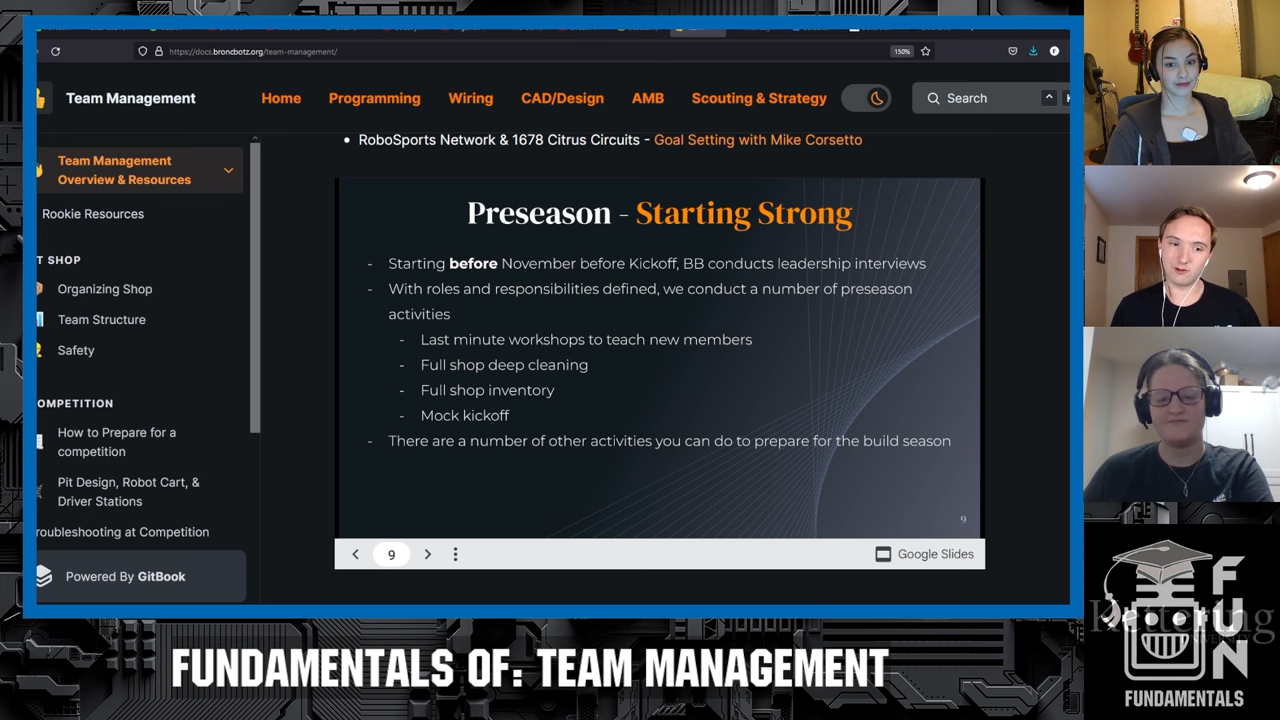 https://docs.broncbotz.org/team-management/
150%
Team Management
Home
Programming
Wiring
CAD/Design
AMB
Scouting & Strategy
Search
Team Management
Overview & Resources
Rookie Resources
T SHOP
Organizing Shop
Team Structure
Safety
OMPETITION
How to Prepare for a
competition
Pit Design, Robot Cart, &
Driver Stations
roubleshooting at Competition
Powered By GitBook
• RoboSports Network & 1678 Citrus Circuits - Goal Setting with Mike Corsetto
Preseason - Starting Strong
- Starting before November before Kickoff, BB conducts leadership interviews
- With roles and responsibilities defined, we conduct a number of preseason
activities
- Last minute workshops to teach new members
- Full shop deep cleaning
- Full shop inventory
- Mock kickoff
- There are a number of other activities you can do to prepare for the build season
9
9
Google Slides
FUNDAMENTALS OF: TEAM MANAGEMENT
Kettering
UNIVERSITY
FUN
FUNDAMENTALS